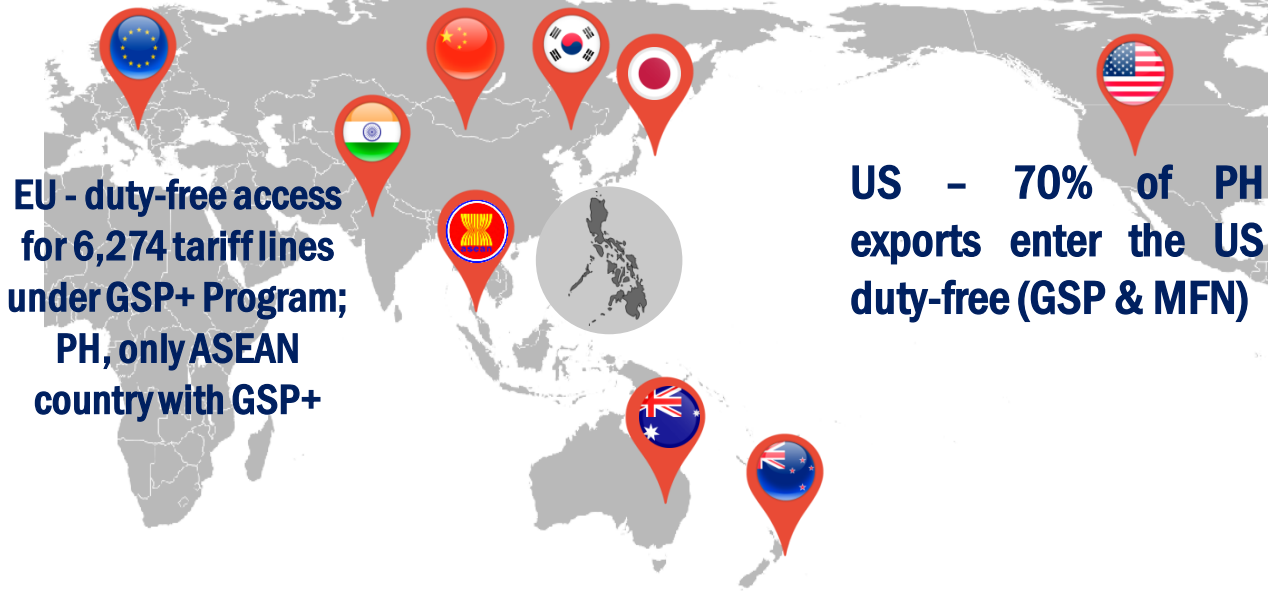 EU - duty-free access
for 6,274 tariff lines
under GSP+ Program;
PH, only ASEAN
country with GSP+
US – 70% of PH
exports enter the US
duty-free (GSP & MFN)